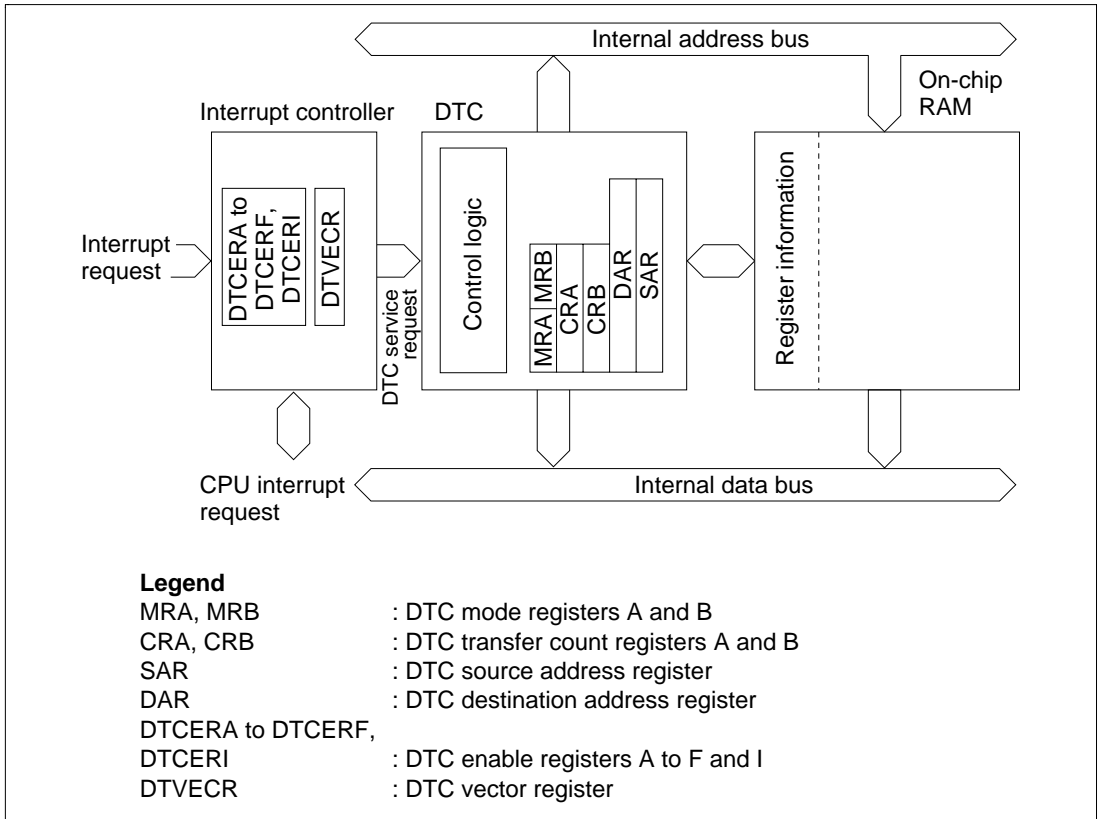 Internal address bus
On-chip
RAM
Interrupt controller
DTC
Interrupt
request
DTCERA to
DTCERF,
DTCERI
DTVECR
DTC service
request
Control logic
MRA
MRB
CRA
CRB
DAR
SAR
Register information
CPU interrupt
request
Internal data bus
Legend
MRA, MRB : DTC mode registers A and B
CRA, CRB : DTC transfer count registers A and B
SAR : DTC source address register
DAR : DTC destination address register
DTCERA to DTCERF,
DTCERI : DTC enable registers A to F and I
DTVECR : DTC vector register